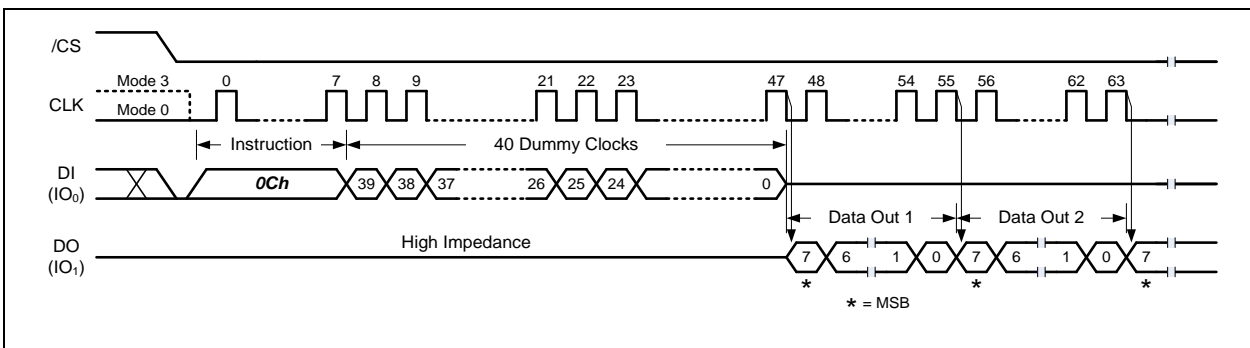 /CS
Mode 3 0 7 8 9 21 22 23 47 48 54 55 56 62 63
CLK
Mode 0
Instruction 40 Dummy Clocks
DI
(IO0)
0Ch 39 38 37 26 25 24 0
Data Out 1 Data Out 2
DO
(IO1)
High Impedance
7 6 1 0 7 6 1 0 7
* * *
* = MSB